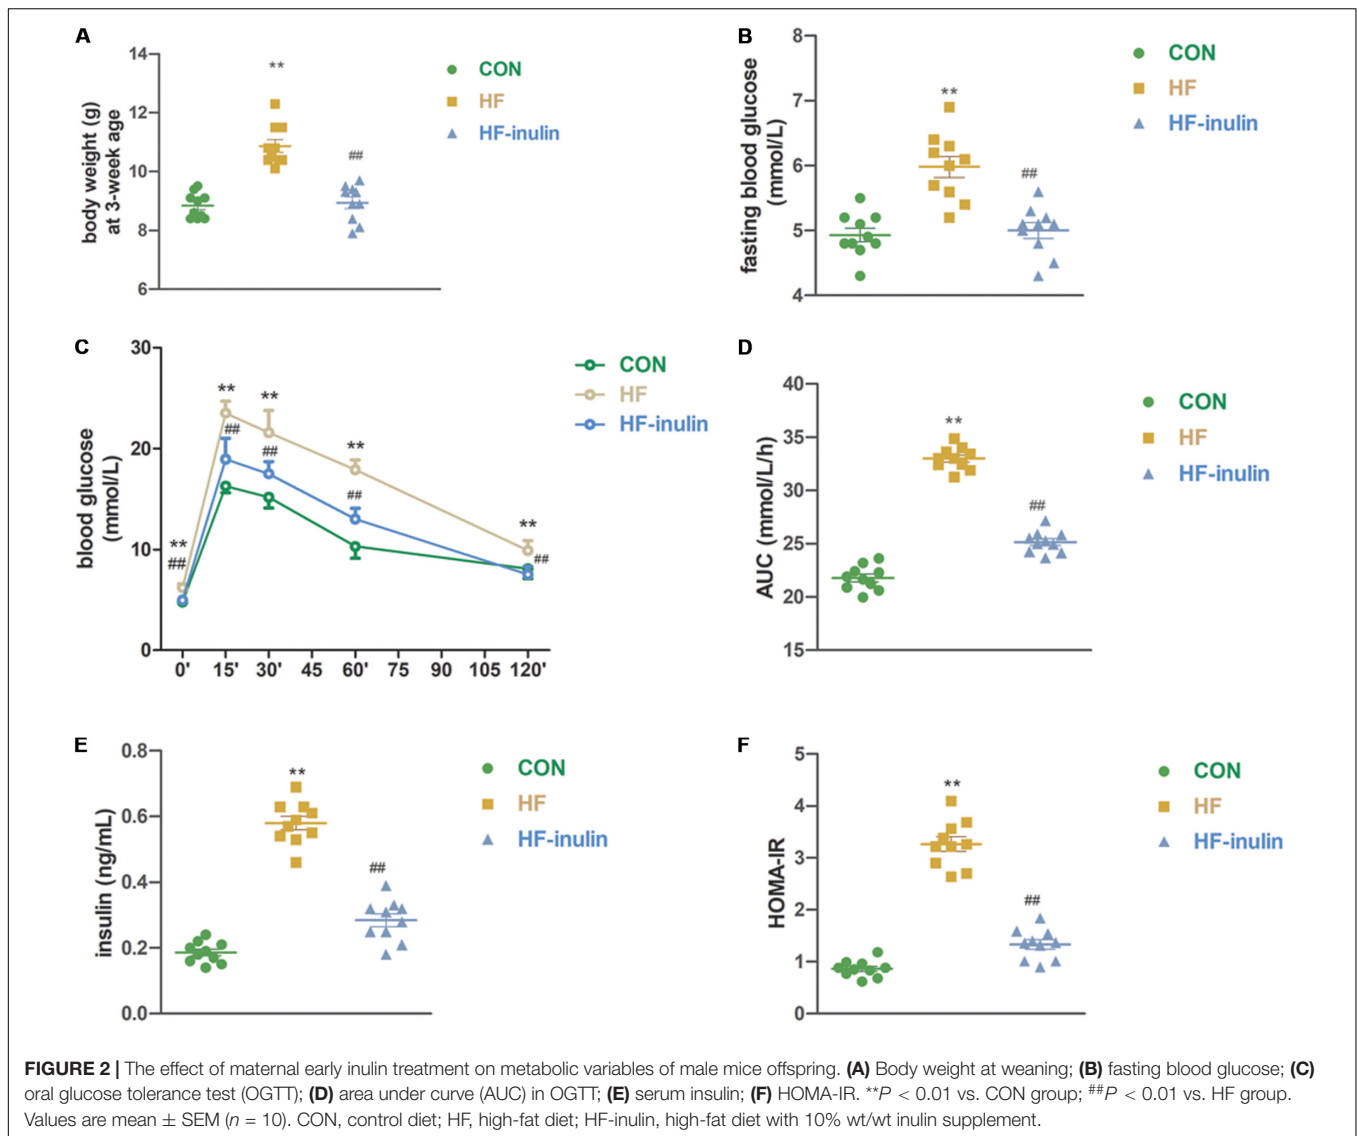 A
body weight (g)
at 3-week age
14
12
10
8
6
**
##
CON
HF
HF-inulin
B
fasting blood glucose
(mmol/L)
8
7
6
5
4
**
##
CON
HF
HF-inulin
C
blood glucose
(mmol/L)
30
20
10
0
**
##
**
##
**
##
**
##
**
##
0' 15' 30' 45 60' 75 90 105 120'
CON
HF
HF-inulin
D
AUC (mmol/L/h)
40
35
30
25
20
15
**
##
CON
HF
HF-inulin
E
insulin (ng/mL)
0.8
0.6
0.4
0.2
0.0
**
##
CON
HF
HF-inulin
F
HOMA-IR
5
4
3
2
1
0
**
##
CON
HF
HF-inulin
FIGURE 2 | The effect of maternal early inulin treatment on metabolic variables of male mice offspring. (A) Body weight at weaning; (B) fasting blood glucose; (C)
oral glucose tolerance test (OGTT); (D) area under curve (AUC) in OGTT; (E) serum insulin; (F) HOMA-IR. **P < 0.01 vs. CON group; ##P < 0.01 vs. HF group.
Values are mean ± SEM (n = 10). CON, control diet; HF, high-fat diet; HF-inulin, high-fat diet with 10% wt/wt inulin supplement.